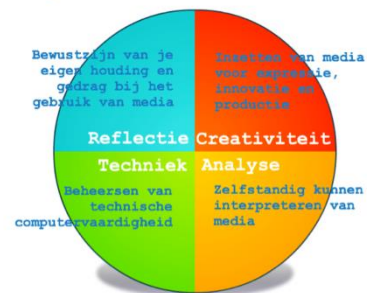 Bewustzijn van je
eigen houding en
gedrag bij het
gebruik van media
Inzetten van media
voor expressie,
innovatie en
productie
Reflectie Creativiteit
Techniek Analyse
Beheersen van
technische
computervaardigheid
Zelfstandig kunnen
interpreteren van
media